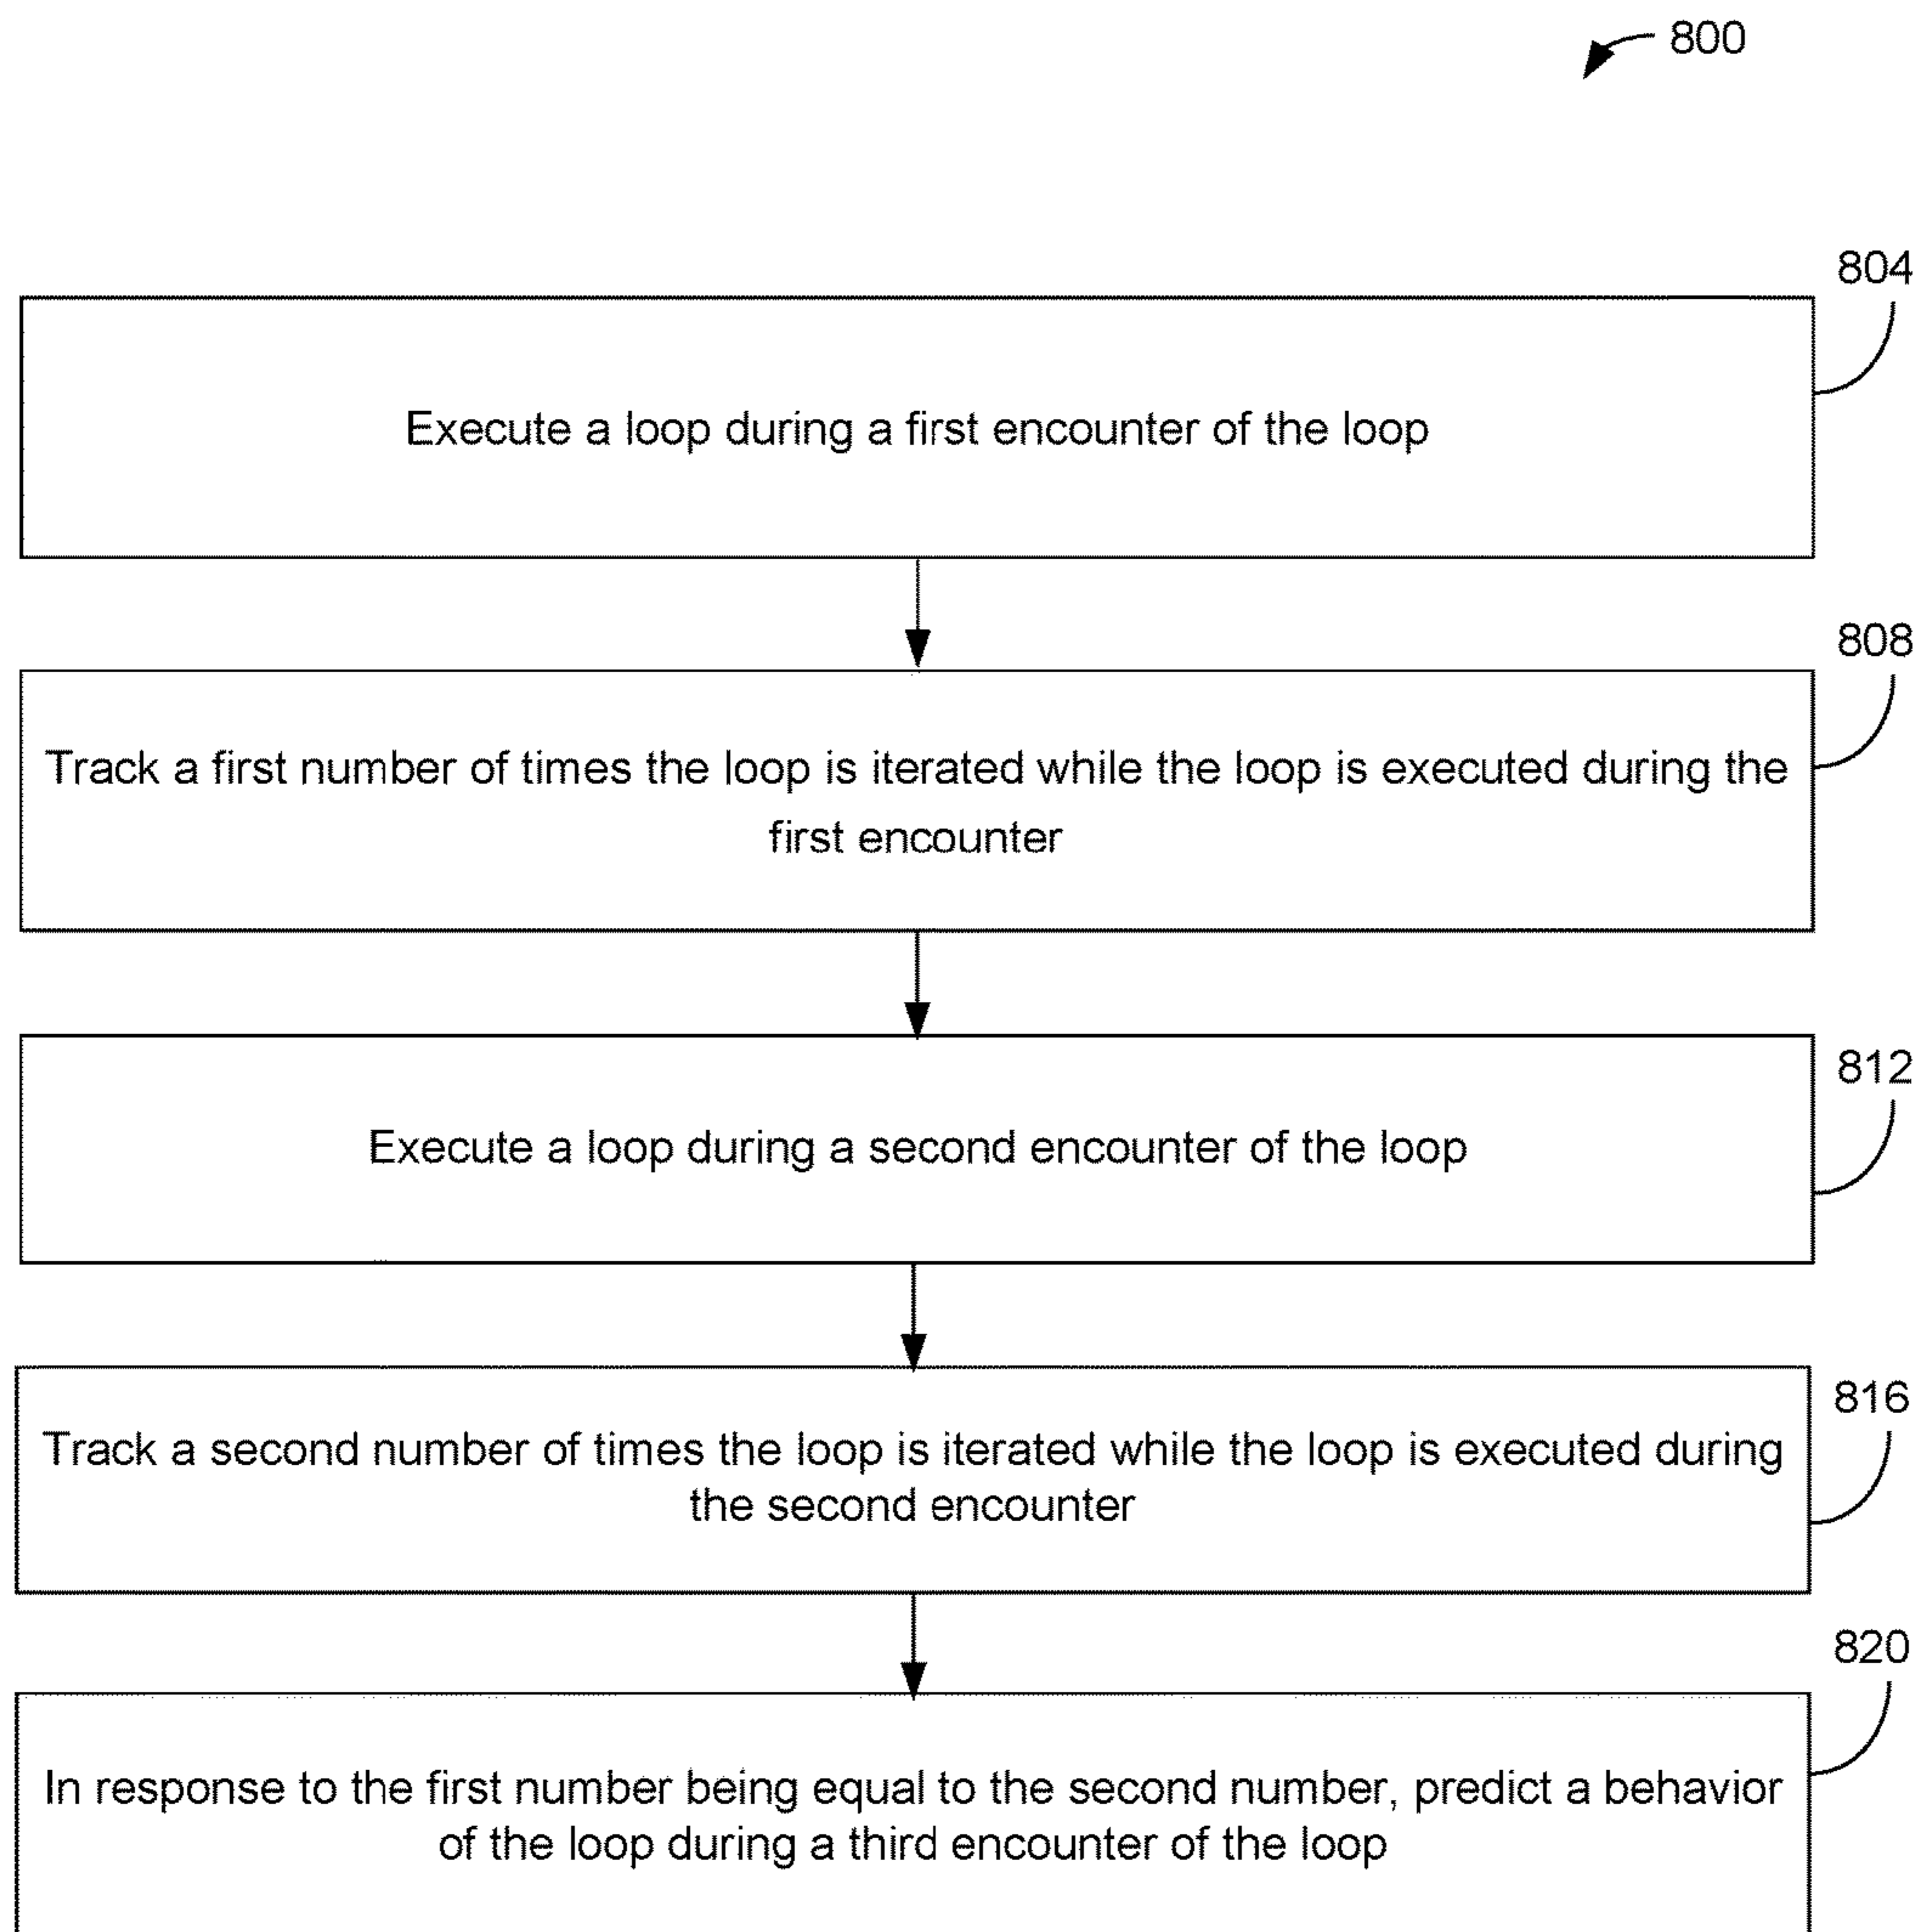 800
804
Execute a loop during a first encounter of the loop
808
Track a first number of times the loop is iterated while the loop is executed during the
first encounter
812
Execute a loop during a second encounter of the loop
816
Track a second number of times the loop is iterated while the loop is executed during
the second encounter
820
In response to the first number being equal to the second number, predict a behavior
of the loop during a third encounter of the loop